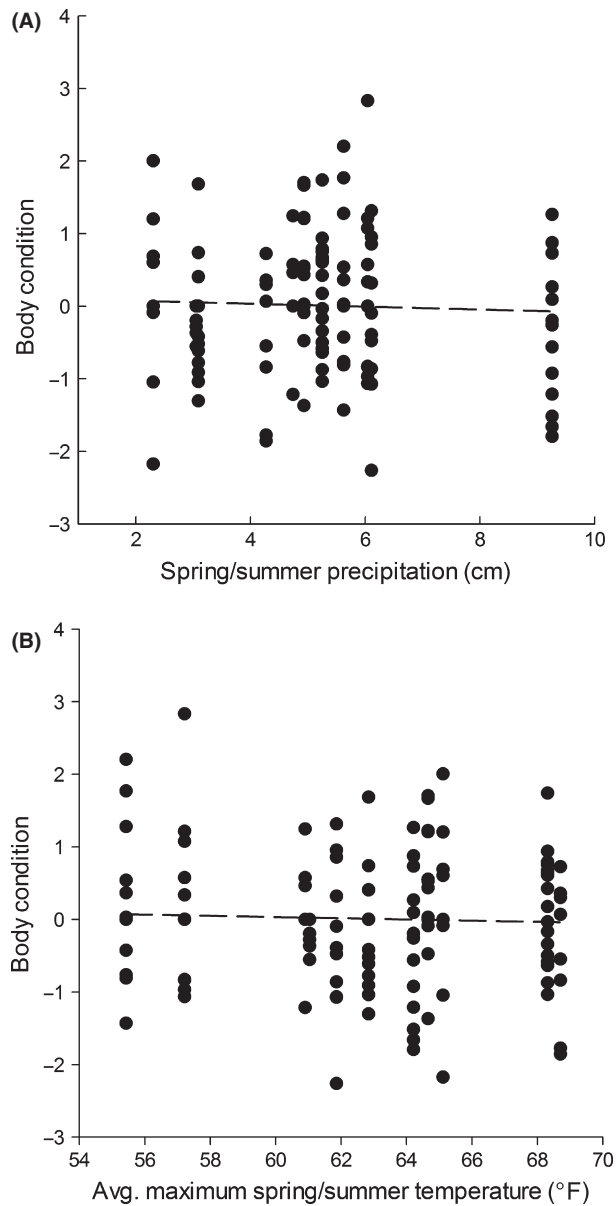 (A)
4
3
2
1
0
–1
–2
–3
Body condition
2 4 6 8 10
Spring/summer precipitation (cm)
(B)
4
3
2
1
0
–1
–2
–3
Body condition
54 56 58 60 62 64 66 68 70
Avg. maximum spring/summer temperature (°F)